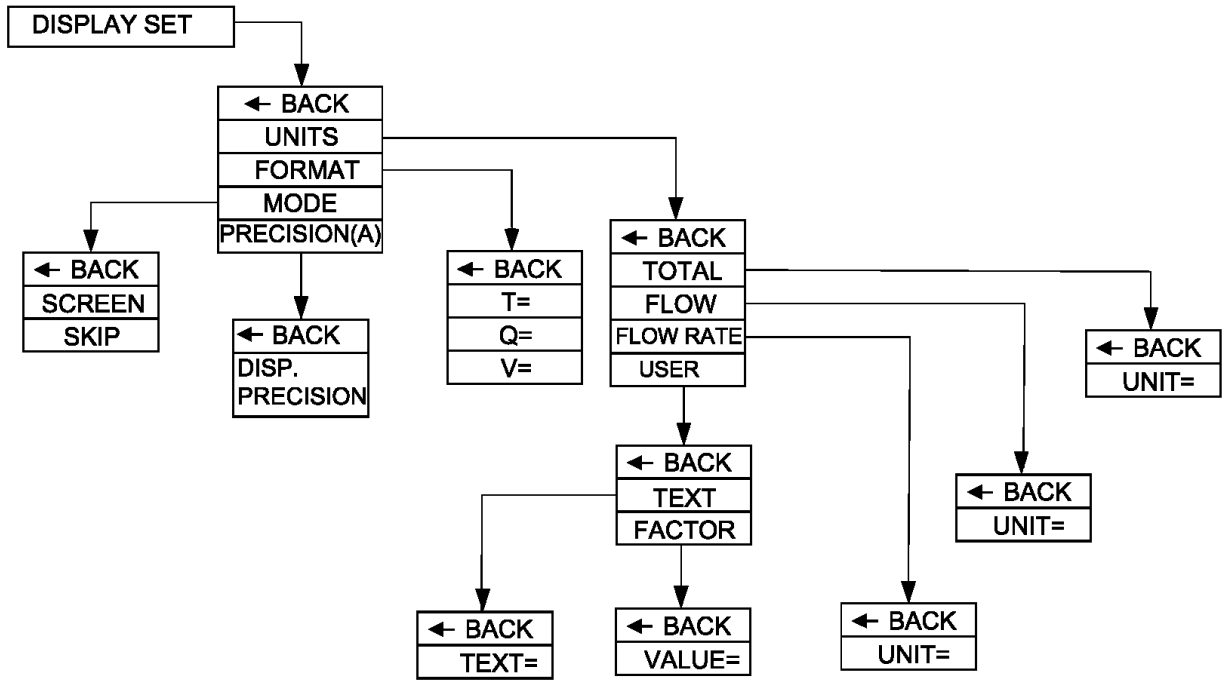 DISPLAY SET
← BACK
UNITS
FORMAT
MODE
PRECISION(A)
← BACK
SCREEN
SKIP
← BACK
DISP.
PRECISION
← BACK
T=
Q=
V=
← BACK
TOTAL
FLOW
FLOW RATE
USER
← BACK
UNIT=
← BACK
UNIT=
← BACK
UNIT=
← BACK
TEXT
FACTOR
← BACK
TEXT=
← BACK
VALUE=